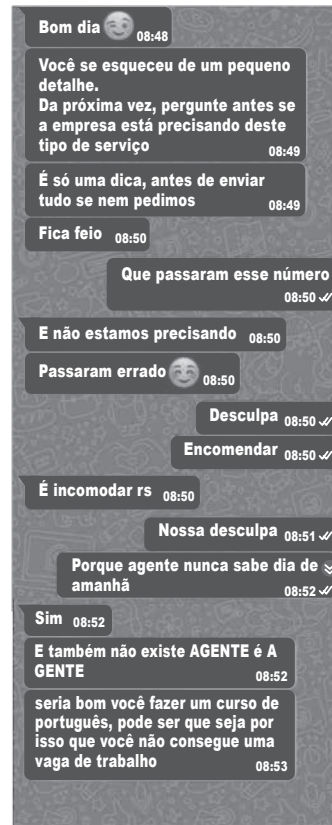 Bom dia 😊 08:48
Você se esqueceu de um pequeno
detalhe.
Da próxima vez, pergunte antes se
a empresa está precisando deste
tipo de serviço 08:49
É só uma dica, antes de enviar
tudo se nem pedimos 08:49
Fica feio 08:50
Que passaram esse número
08:50
E não estamos precisando 08:50
Passaram errado 😊 08:50
Desculpa 08:50
Encomendar 08:50
É incomodar rs 08:50
Nossa desculpa 08:51
Porque agente nunca sabe dia de
amanhã 08:52
Sim 08:52
E também não existe AGENTE é A
GENTE 08:52
seria bom você fazer um curso de
português, pode ser que seja por
isso que você não consegue uma
vaga de trabalho 08:53